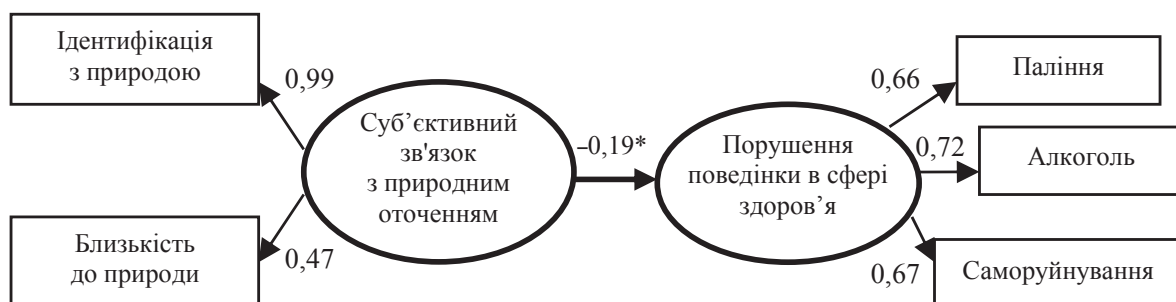 Ідентифікація
з природою
0,99
Близькість
до природи
0,47
Суб’єктивний
зв'язок
з природним
оточенням
–0,19*
Порушення
поведінки в сфері
здоров’я
0,66
Паління
0,72
Алкоголь
0,67
Саморуйнування